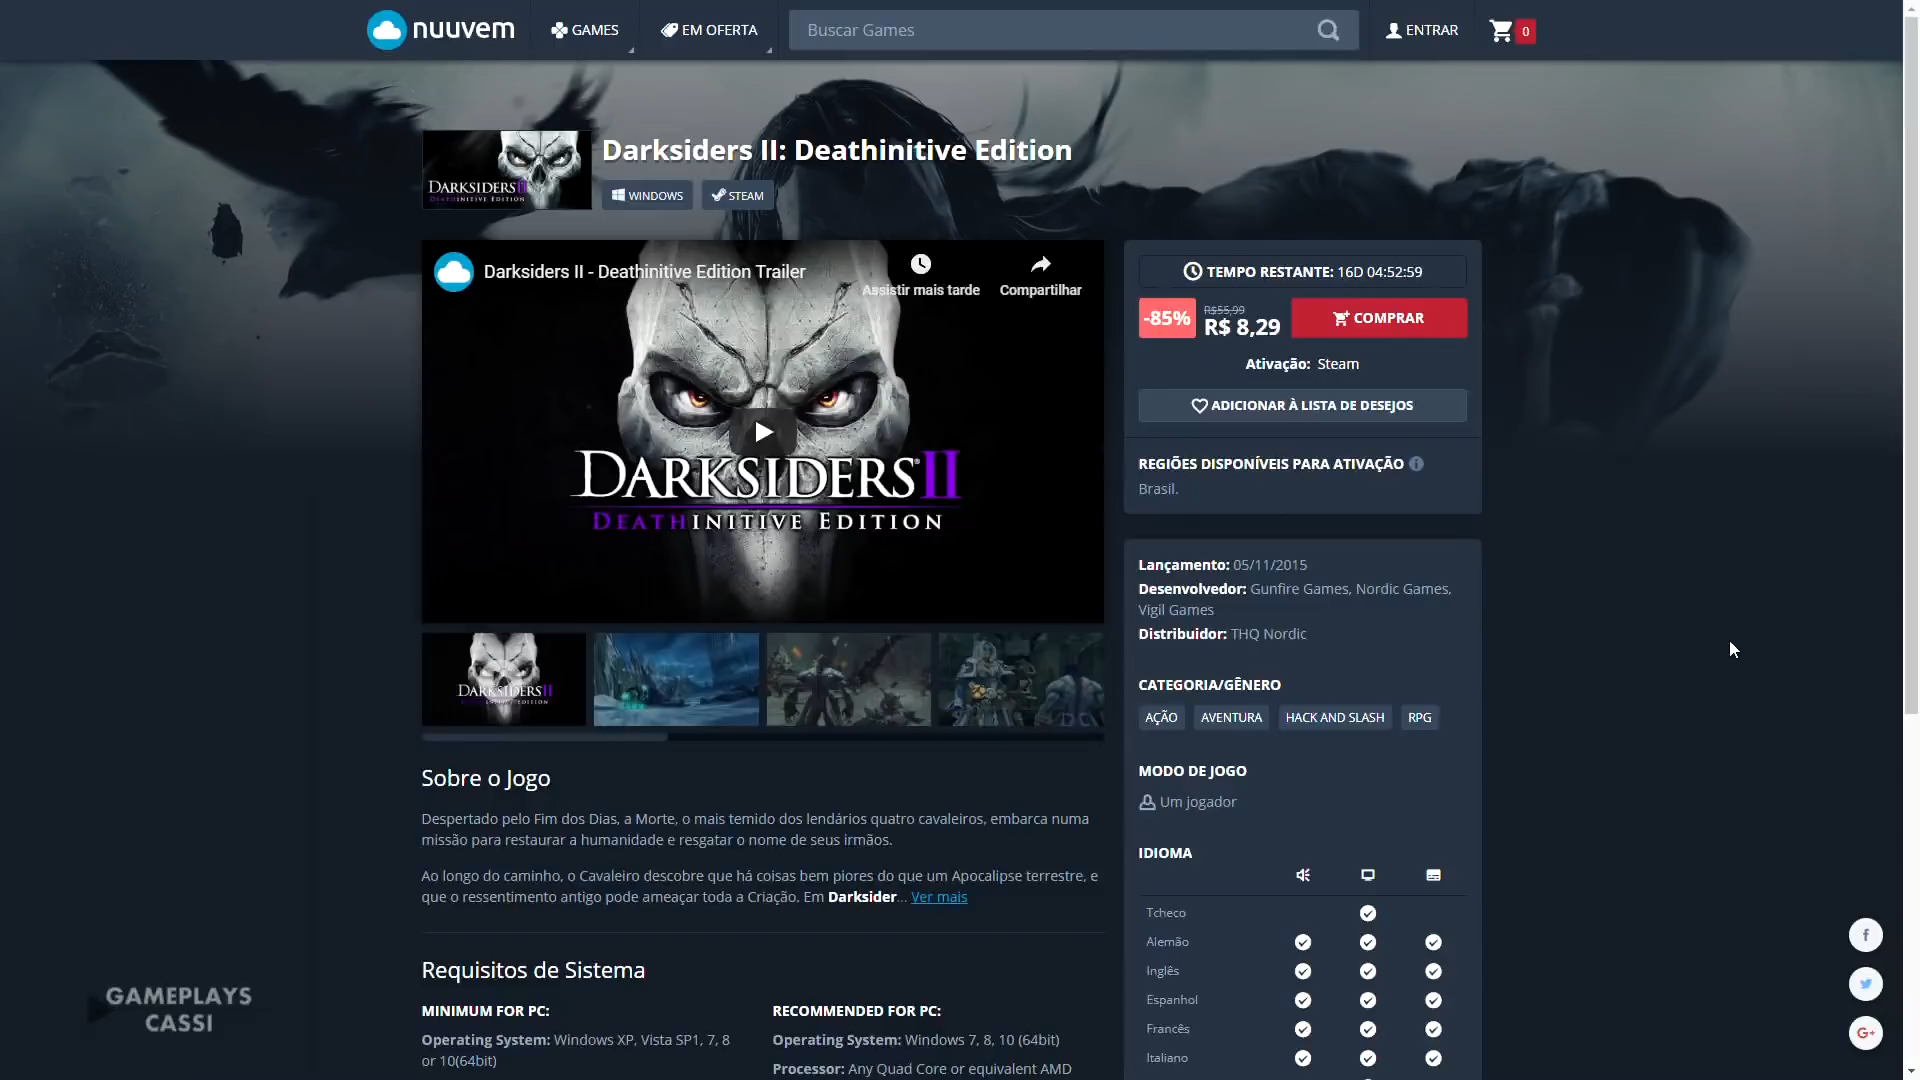 nuuvem
GAMES
EM OFERTA
Buscar Games
ENTRAR
0
DARKSIDERS II
DEATHINITIVE EDITION
Darksiders II: Deathinitive Edition
WINDOWS
STEAM
Darksiders II - Deathinitive Edition Trailer
Assistir mais tarde
Compartilhar
DARKSIDERS II
DEATHINITIVE EDITION
DARKSIDERS II
DEATHINITIVE EDITION
Sobre o Jogo
Despertado pelo Fim dos Dias, a Morte, o mais temido dos lendários quatro cavaleiros, embarca numa
missão para restaurar a humanidade e resgatar o nome de seus irmãos.
Ao longo do caminho, o Cavaleiro descobre que há coisas bem piores do que um Apocalipse terrestre, e
que o ressentimento antigo pode ameaçar toda a Criação. Em Darksider... Ver mais
Requisitos de Sistema
MINIMUM FOR PC:
Operating System: Windows XP, Vista SP1, 7, 8
or 10(64bit)
RECOMMENDED FOR PC:
Operating System: Windows 7, 8, 10 (64bit)
Processor: Any Quad Core or equivalent AMD
TEMPO RESTANTE: 16D 04:52:59
-85%
R$55,99
R$ 8,29
COMPRAR
Ativação: Steam
ADICIONAR À LISTA DE DESEJOS
REGIÕES DISPONÍVEIS PARA ATIVAÇÃO
Brasil.
Lançamento: 05/11/2015
Desenvolvedor: Gunfire Games, Nordic Games,
Vigil Games
Distribuidor: THQ Nordic
CATEGORIA/GÊNERO
AÇÃO
AVENTURA
HACK AND SLASH
RPG
MODO DE JOGO
Um jogador
IDIOMA
Tcheco
Alemão
Inglês
Espanhol
Francês
Italiano
f
G+
GAMEPLAYS
CASSI